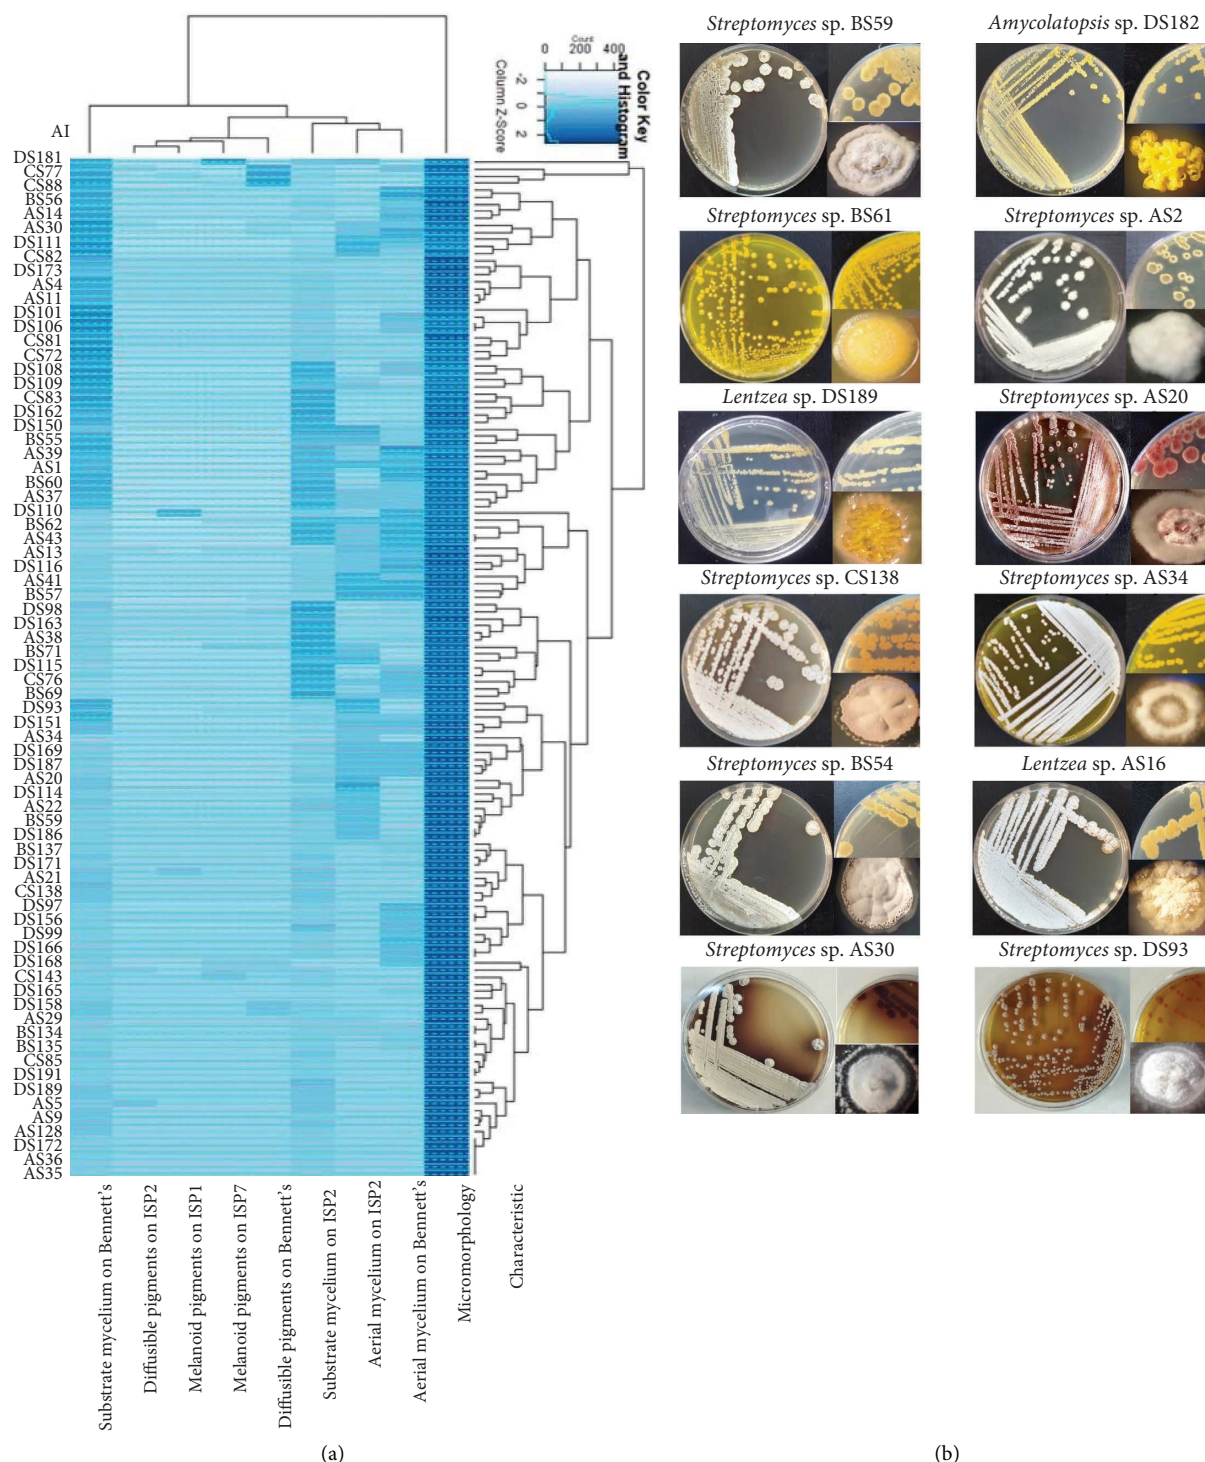 Count
0 200 400
Color Key
and Histogram
-2 0 2
Column Z-Score
AI
DS181
CS77
CS88
BS56
AS14
AS30
DS111
CS82
DS173
AS4
AS11
DS101
DS106
CS81
CS72
DS108
DS109
CS83
DS162
DS150
BS55
AS39
AS1
BS60
AS37
DS110
BS62
AS43
AS13
DS116
AS41
BS57
DS98
DS163
AS38
BS71
DS115
CS76
BS69
DS93
DS151
AS34
DS169
DS187
AS20
DS114
AS22
BS59
DS186
BS137
DS171
AS21
CS138
DS97
DS156
DS99
DS166
DS168
CS143
DS165
DS158
AS29
BS134
BS135
CS85
DS191
DS189
AS5
AS9
AS128
DS172
AS36
AS35
Substrate mycelium on Bennett's
Diffusible pigments on ISP2
Melanoid pigments on ISP1
Melanoid pigments on ISP7
Diffusible pigments on Bennett's
Substrate mycelium on ISP2
Aerial mycelium on ISP2
Aerial mycelium on Bennett's
Micromorphology
Characteristic
(a)
Streptomyces sp. BS59
Amycolatopsis sp. DS182
Streptomyces sp. BS61
Streptomyces sp. AS2
Lentzea sp. DS189
Streptomyces sp. AS20
Streptomyces sp. CS138
Streptomyces sp. AS34
Streptomyces sp. BS54
Lentzea sp. AS16
Streptomyces sp. AS30
Streptomyces sp. DS93
(b)